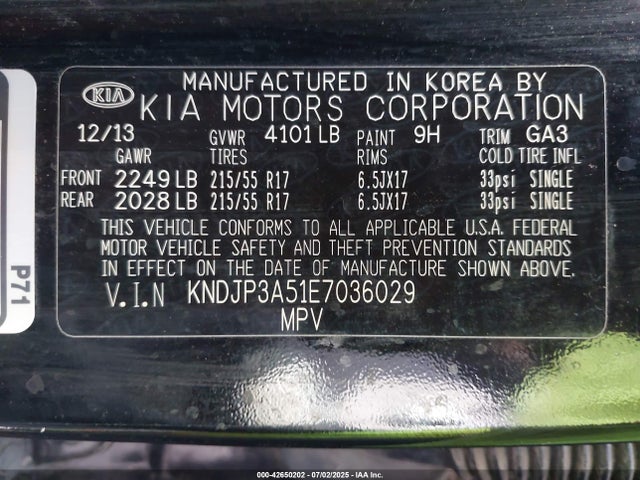 MANUFACTURED IN KOREA BY
KIA KIA MOTORS CORPORATION
12/13 GVWR 4101 LB PAINT 9H TRIM GA3
GAWR TIRES RIMS COLD TIRE INFL
FRONT 2249 LB 215/55 R17 6.5JX17 33psi SINGLE
REAR 2028 LB 215/55 R17 6.5JX17 33psi SINGLE
THIS VEHICLE CONFORMS TO ALL APPLICABLE U.S.A. FEDERAL
MOTOR VEHICLE SAFETY AND THEFT PREVENTION STANDARDS
IN EFFECT ON THE DATE OF MANUFACTURE SHOWN ABOVE.
V.I.N KNDJP3A51E7036029
MPV
P71
000-42650202 - 07/02/2025 - IAA Inc.